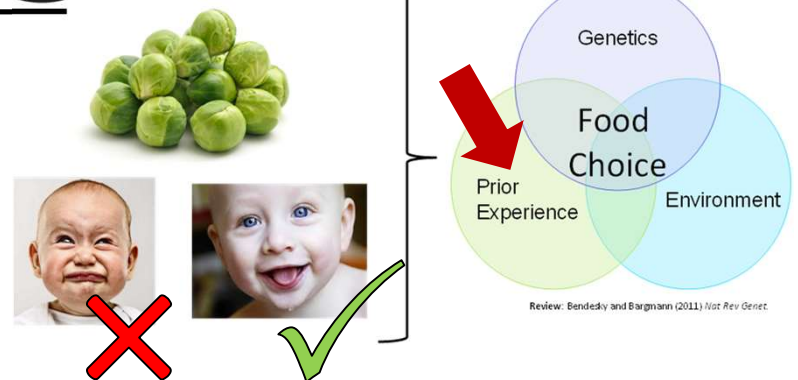 Genetics
Food
Choice
Prior
Experience
Environment
Review: Bendesky and Bargmann (2011) Nat Rev Genet.